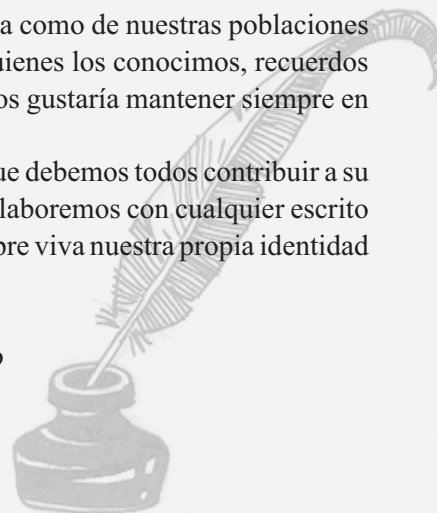 a como de nuestras poblaciones
uienes los conocimos, recuerdos
os gustaría mantener siempre en
ue debemos todos contribuir a su
laboremos con cualquier escrito
bre viva nuestra propia identidad
o